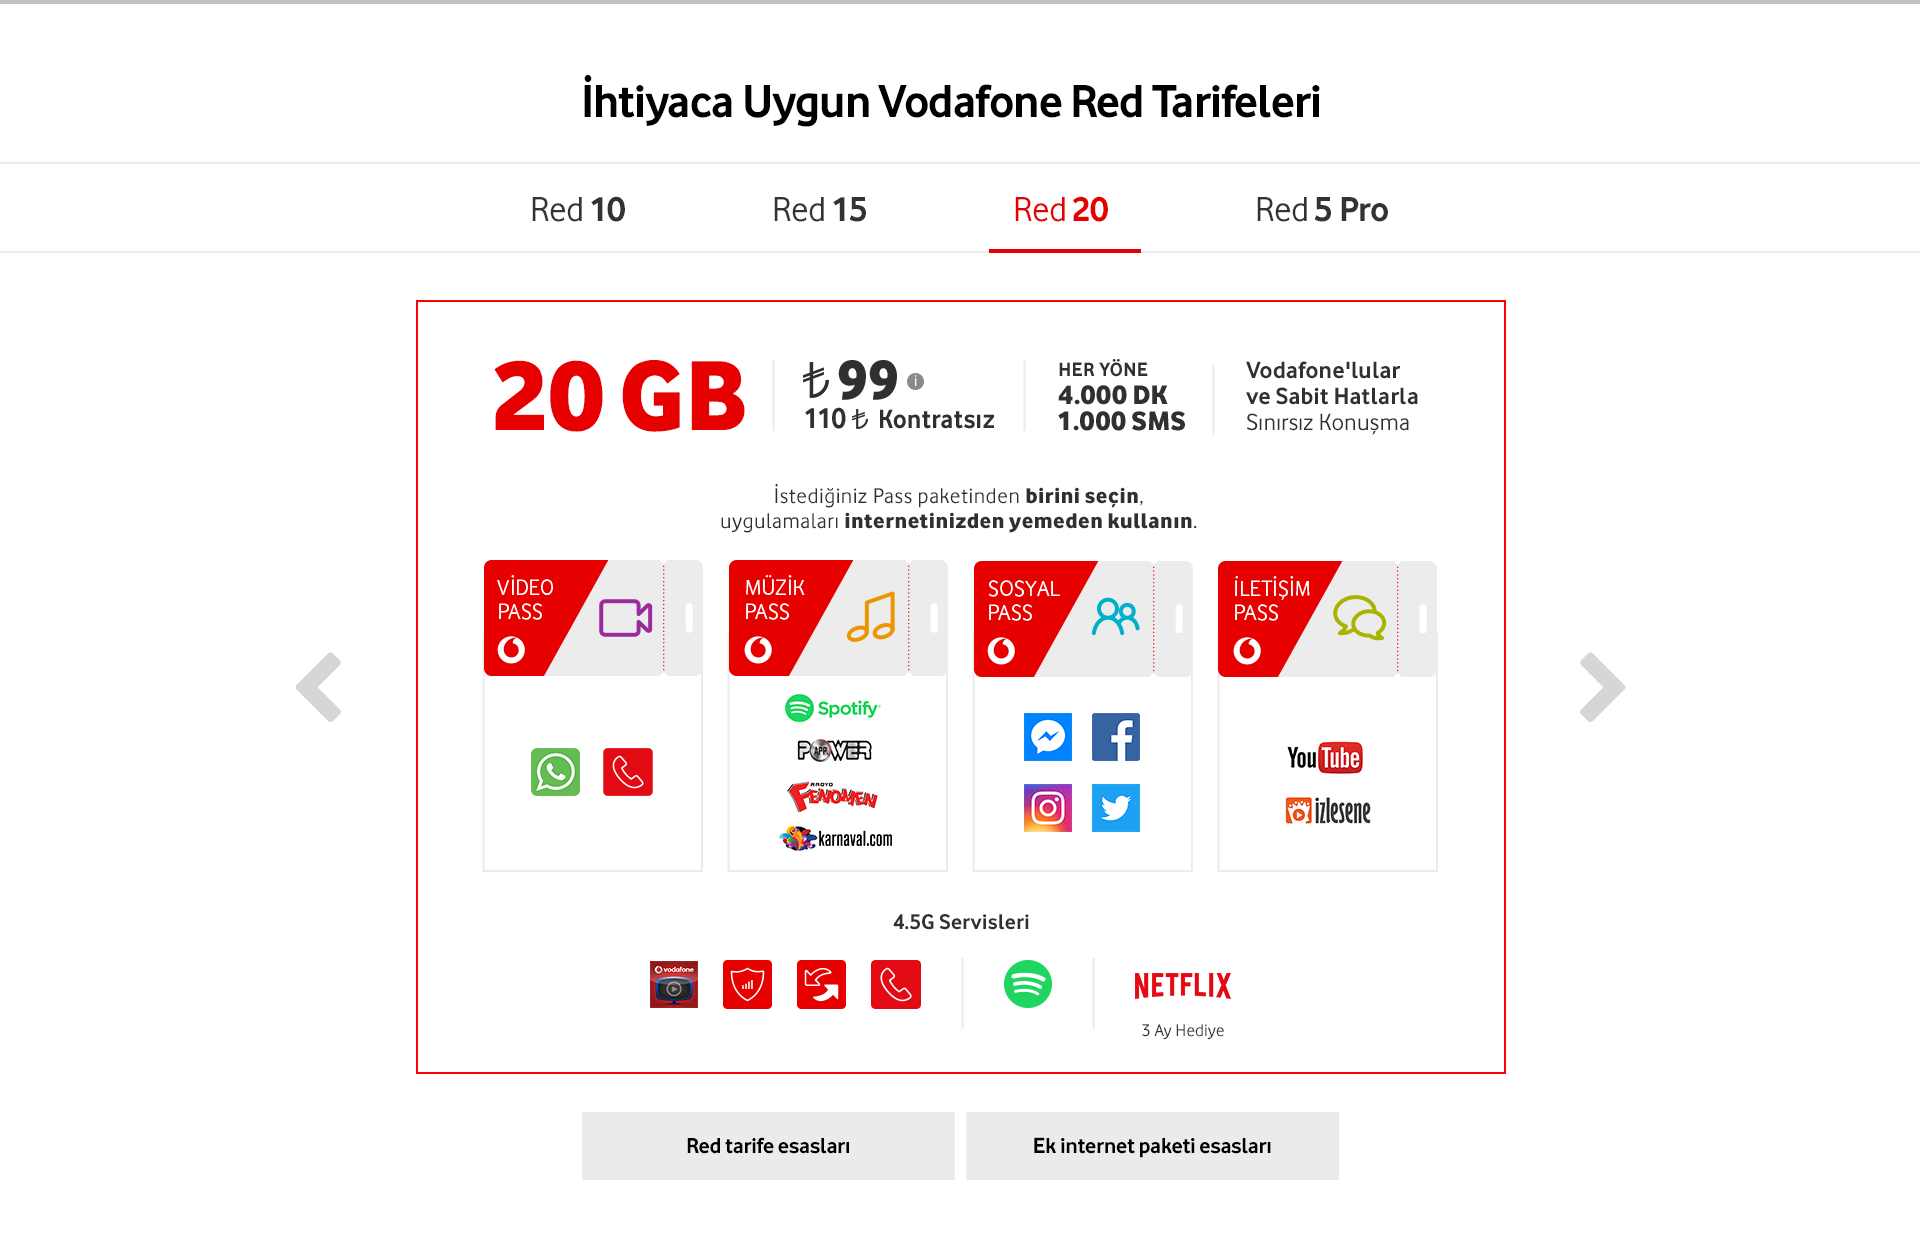 İhtiyaca Uygun Vodafone Red Tarifeleri
Red 10
Red 15
Red 20
Red 5 Pro
20 GB
₺99 i
110 ₺ Kontratsız
HER YÖNE
4.000 DK
1.000 SMS
Vodafone'lular
ve Sabit Hatlarla
Sınırsız Konuşma
İstediğiniz Pass paketinden birini seçin,
uygulamaları internetinizden yemeden kullanın.
VİDEO
PASS
MÜZİK
PASS
Spotify
POWER
APP
RADYO
FENOMEN
karnaval.com
SOSYAL
PASS
İLETİŞİM
PASS
YouTube
izlesene
4.5G Servisleri
vodafone
NETFLIX
3 Ay Hediye
Red tarife esasları
Ek internet paketi esasları